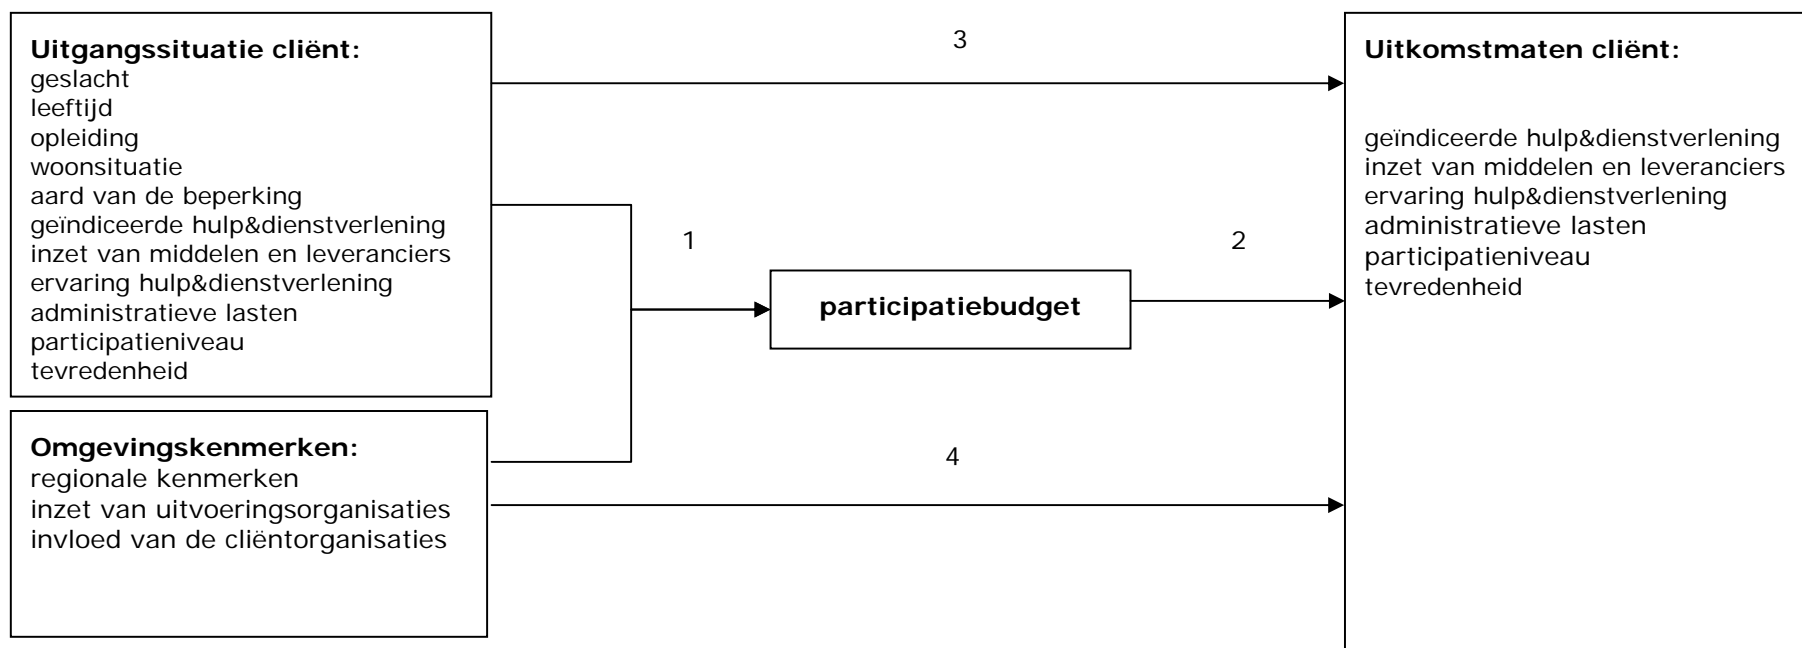 Uitgangssituatie cliënt:
geslacht
leeftijd
opleiding
woonsituatie
aard van de beperking
geïndiceerde hulp&dienstverlening
inzet van middelen en leveranciers
ervaring hulp&dienstverlening
administratieve lasten
participatieniveau
tevredenheid
Omgevingskenmerken:
regionale kenmerken
inzet van uitvoeringsorganisaties
invloed van de cliëntorganisaties
3
1
participatiebudget
2
4
Uitkomstmaten cliënt:
geïndiceerde hulp&dienstverlening
inzet van middelen en leveranciers
ervaring hulp&dienstverlening
administratieve lasten
participatieniveau
tevredenheid